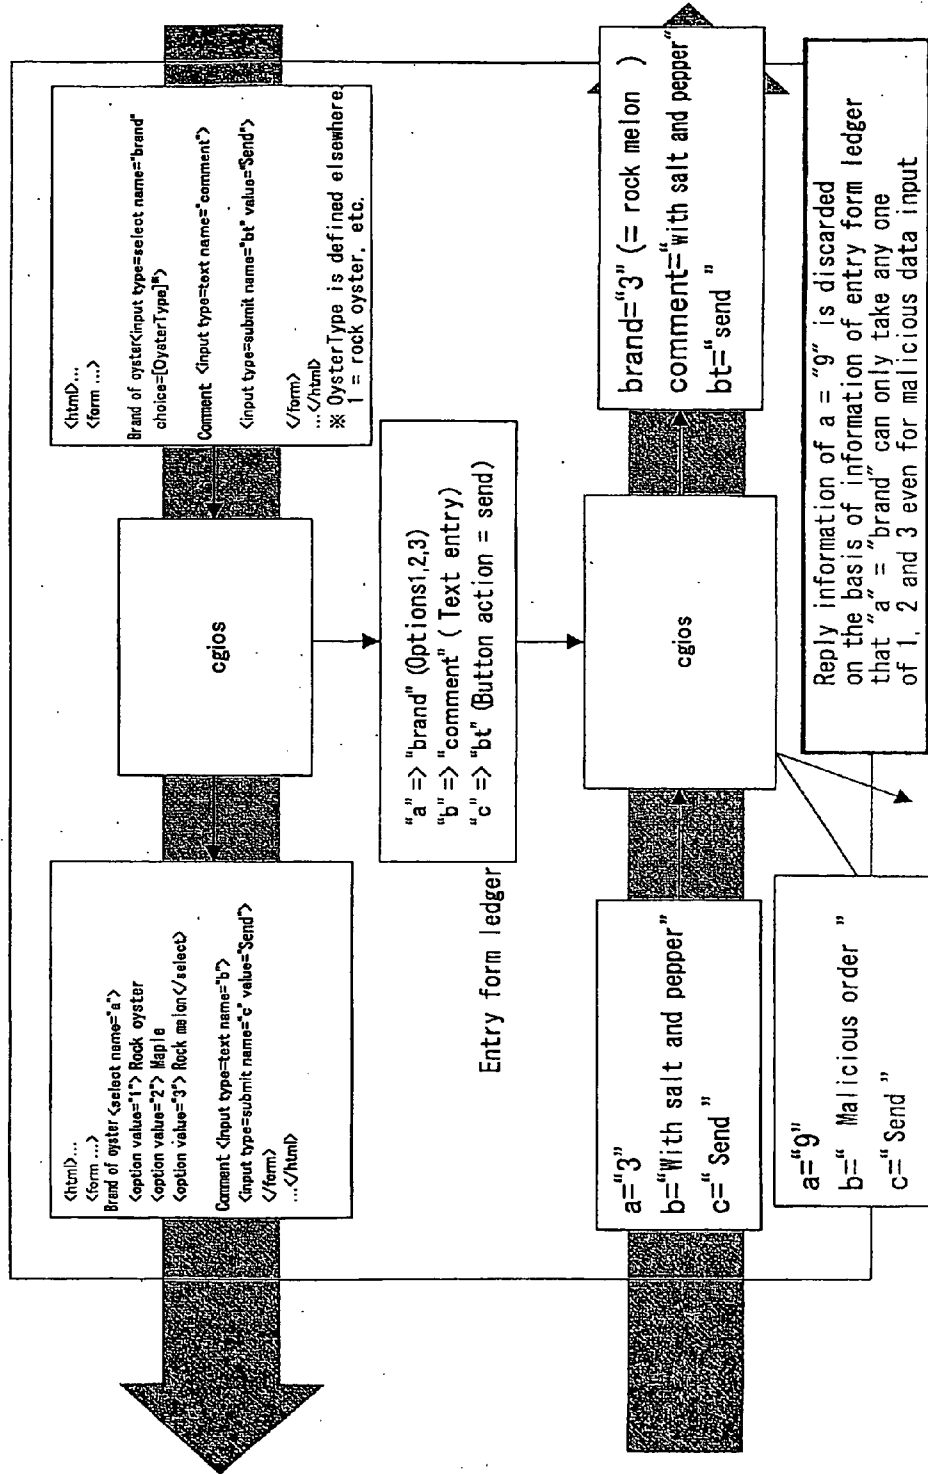 <html>...
<form ...>
Brand of oyster<input type=select name="brand"
choice=[OysterType]">
Comment <input type=text name="comment">
<input type=submit name="bt" value="Send">
</form>
... </html>
※ OysterType is defined elsewhere.
1 = rock oyster, etc.
cgios
<html>...
<form ...>
Brand of oyster <select name="a">
<option value="1"> Rock oyster
<option value="2"> Maple
<option value="3"> Rock melon</select>
Comment <input type=text name="b">
<input type=submit name="c" value="Send">
</form>
...</html>
"a" => "brand" (Options1,2,3)
"b" => "comment" ( Text entry)
"c" => "bt" (Button action = send)
Entry form ledger
a="3"
b="With salt and pepper"
c=" Send "
cgios
brand="3" (= rock melon )
comment="with salt and pepper"
bt="send "
a="9"
b=" Malicious order "
c=" Send "
Reply information of a = "9" is discarded
on the basis of information of entry form ledger
that "a" = "brand" can only take any one
of 1, 2 and 3 even for malicious data input